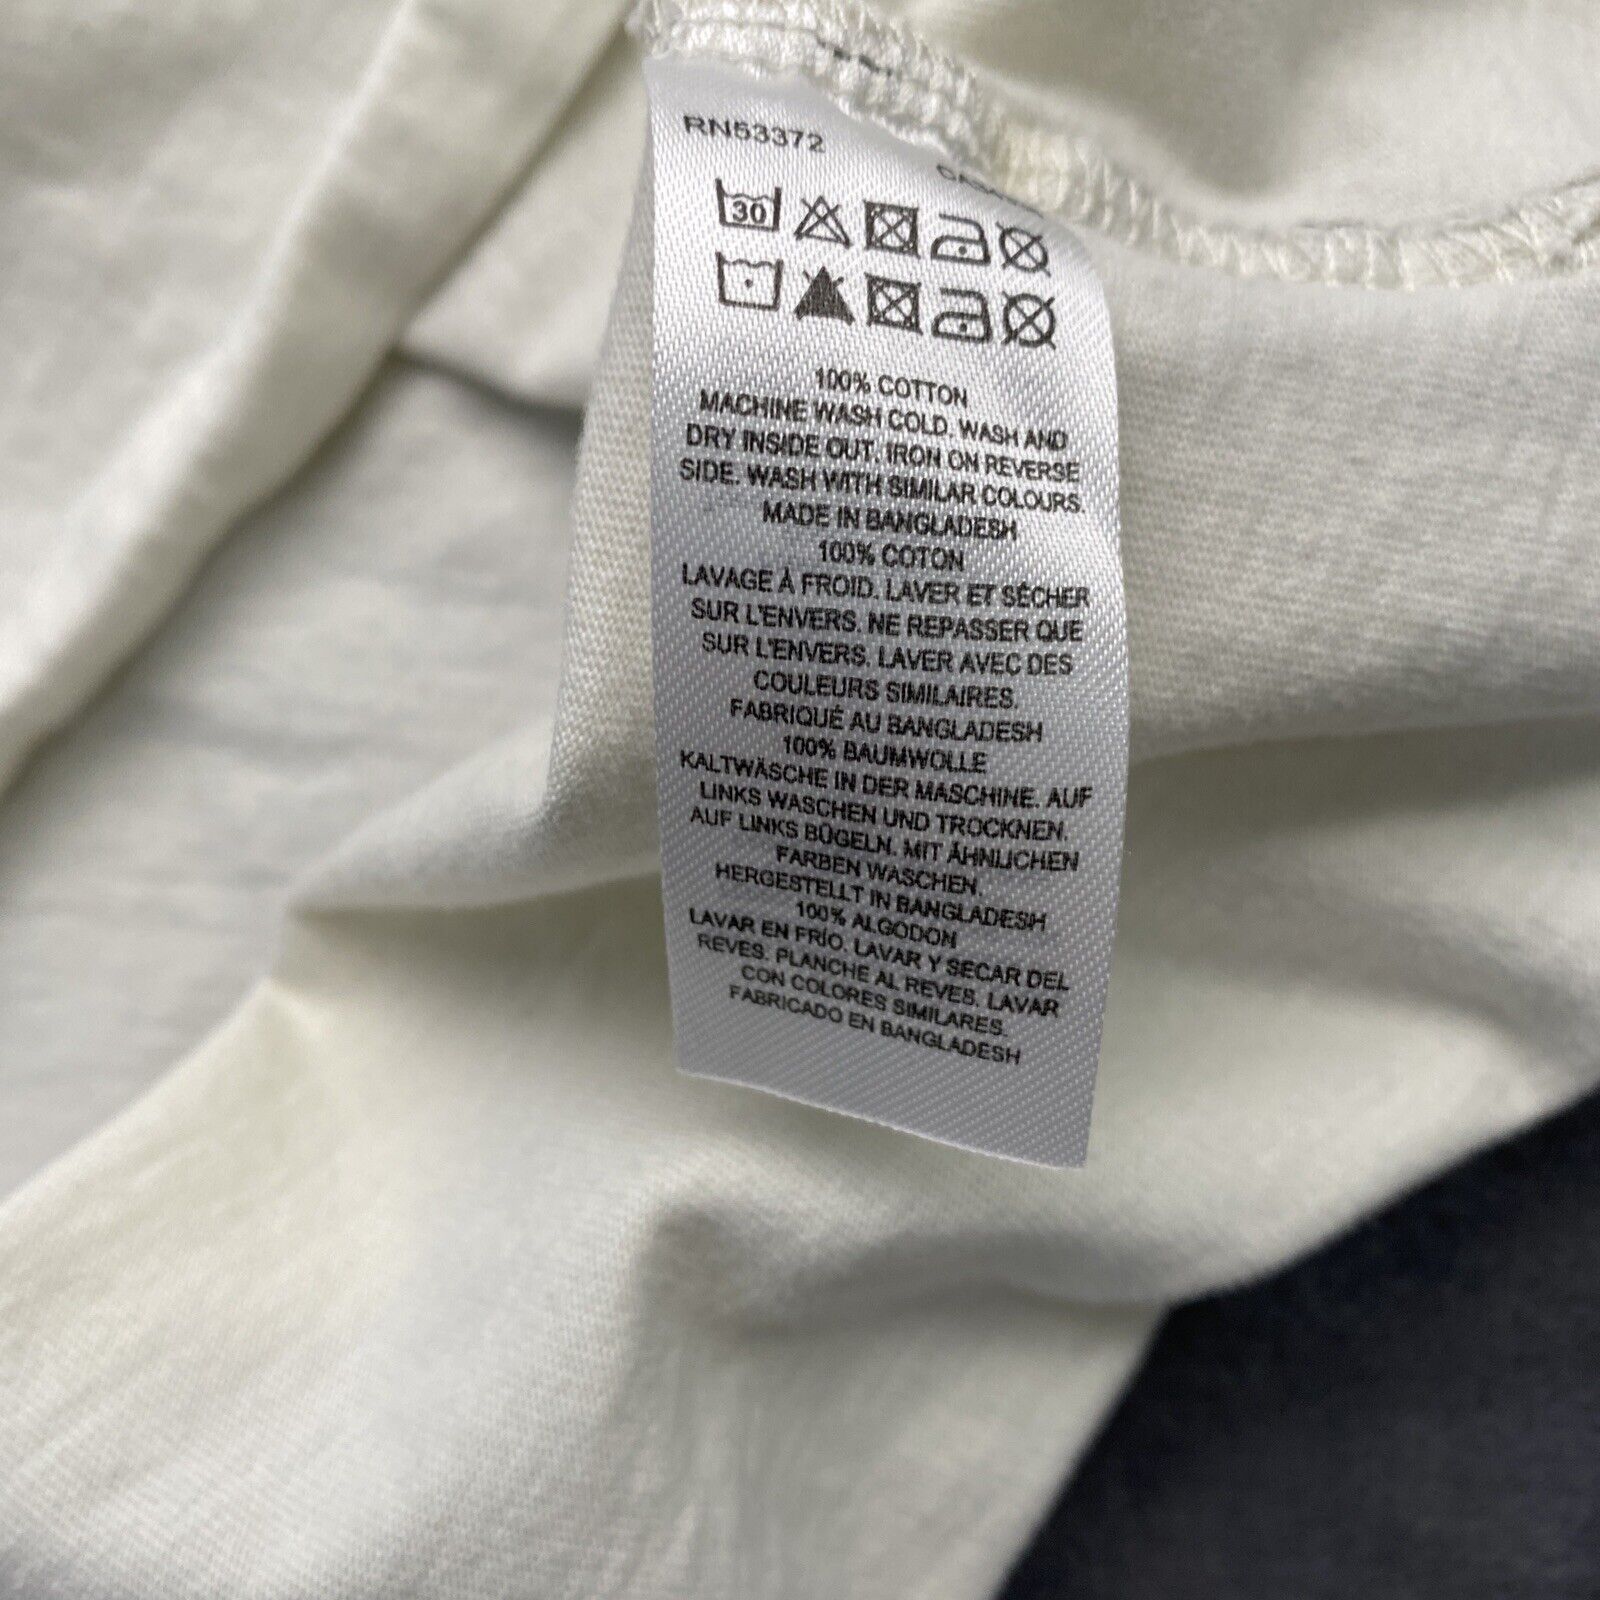 RN53372
30
100% COTTON
MACHINE WASH COLD. WASH AND
DRY INSIDE OUT. IRON ON REVERSE
SIDE. WASH WITH SIMILAR COLOURS.
MADE IN BANGLADESH
100% COTON
LAVAGE À FROID. LAVER ET SÉCHER
SUR L'ENVERS. NE REPASSER QUE
SUR L'ENVERS. LAVER AVEC DES
COULEURS SIMILAIRES.
FABRIQUÉ AU BANGLADESH
100% BAUMWOLLE
KALTWÄSCHE IN DER MASCHINE. AUF
LINKS WASCHEN UND TROCKNEN.
AUF LINKS BÜGELN. MIT ÄHNLICHEN
FARBEN WASCHEN.
HERGESTELLT IN BANGLADESH
100% ALGODON
LAVAR EN FRÍO. LAVAR Y SECAR DEL
REVES. PLANCHE AL REVES. LAVAR
CON COLORES SIMILARES.
FABRICADO EN BANGLADESH